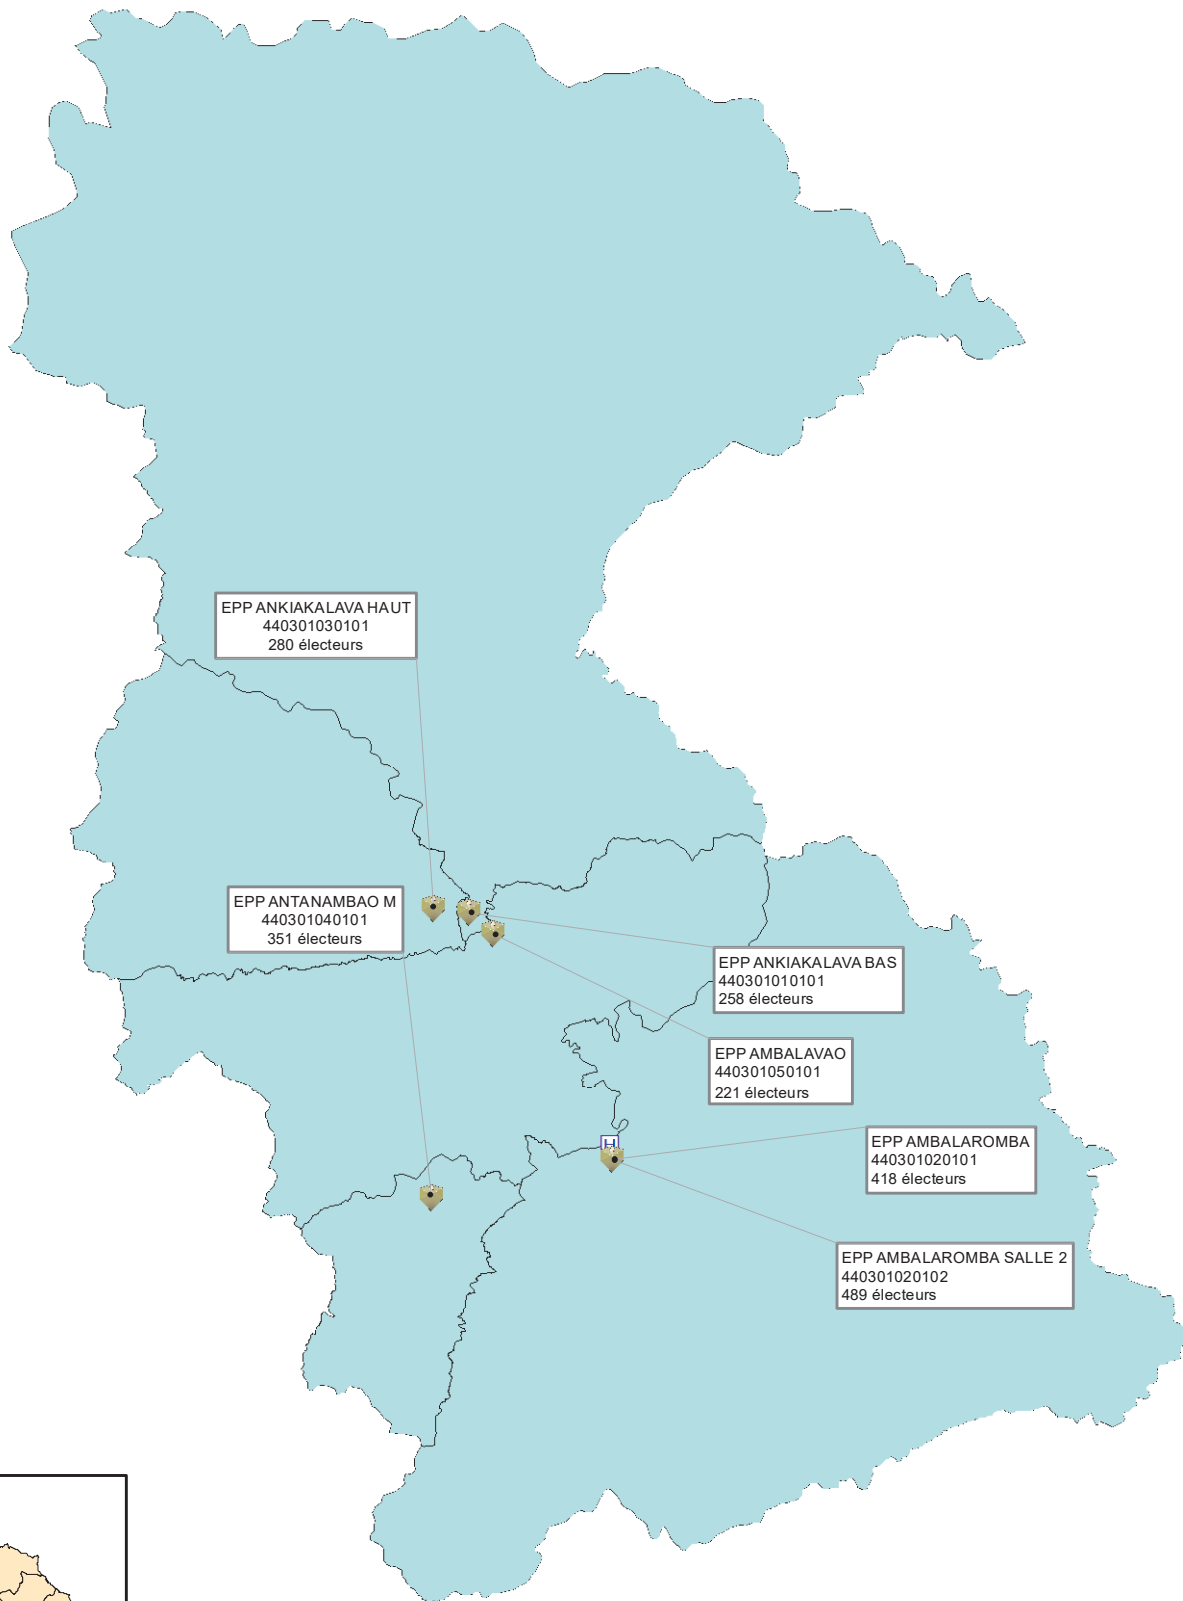 EPP ANKIAKALAVA HAUT
440301030101
280 électeurs
EPP ANTANAMBAO M
440301040101
351 électeurs
EPP ANKIAKALAVA BAS
440301010101
258 électeurs
EPP AMBALAVAO
440301050101
221 électeurs
H
EPP AMBALAROMBA
440301020101
418 électeurs
EPP AMBALAROMBA SALLE 2
440301020102
489 électeurs